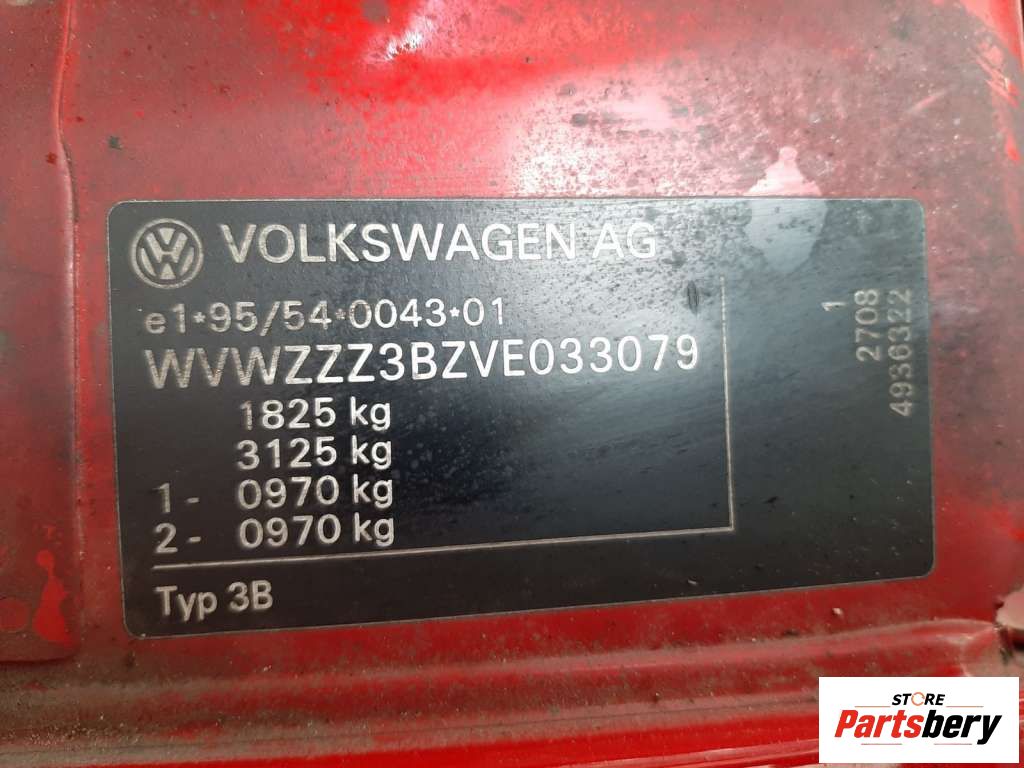 VOLKSWAGEN AG
e1*95/54*0043*01
WVWZZZ3BZVE033079
1825 kg
3125 kg
1- 0970 kg
2- 0970 kg
Typ 3B
1
2708
4936322
STORE
Partsbery